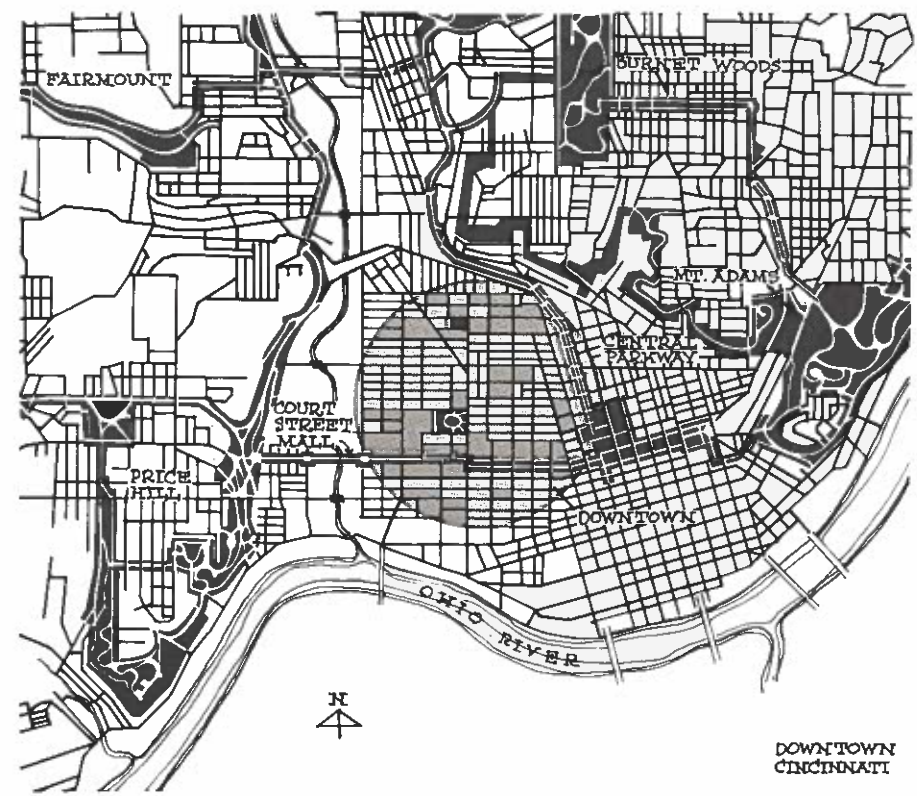 FAIRMOUNT
BURNET WOODS
MT. ADAMS
CENTRAL
PARKWAY
COURT
STREET
MALL
PRICE
HILL
DOWNTOWN
OHIO RIVER
N
DOWNTOWN
CINCINNATI